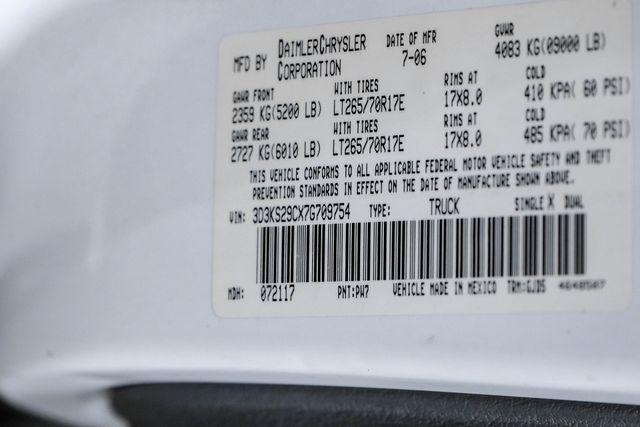 MFD BY DAIMLERCHRYSLER CORPORATION DATE OF MFR 7-06 GVWR 4083 KG(09000 LB)
GAWR FRONT WITH TIRES RIMS AT COLD
2359 KG(5200 LB) LT265/70R17E 17X8.0 410 KPA( 60 PSI)
GAWR REAR WITH TIRES RIMS AT COLD
2727 KG(6010 LB) LT265/70R17E 17X8.0 485 KPA( 70 PSI)
THIS VEHICLE CONFORMS TO ALL APPLICABLE FEDERAL MOTOR VEHICLE SAFETY AND THEFT
PREVENTION STANDARDS IN EFFECT ON THE DATE OF MANUFACTURE SHOWN ABOVE.
VIN: 3D3KS29CX7G709754 TYPE: TRUCK SINGLE X DUAL
MDH: 072117 PNT:PW7 VEHICLE MADE IN MEXICO TRM:GJD5